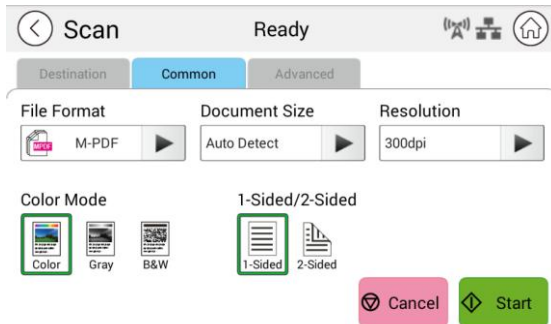 Scan Ready
Destination Common Advanced
File Format Document Size Resolution
MPDF M-PDF Auto Detect 300dpi
Color Mode 1-Sided/2-Sided
Color Gray B&W 1-Sided 2-Sided
Cancel Start